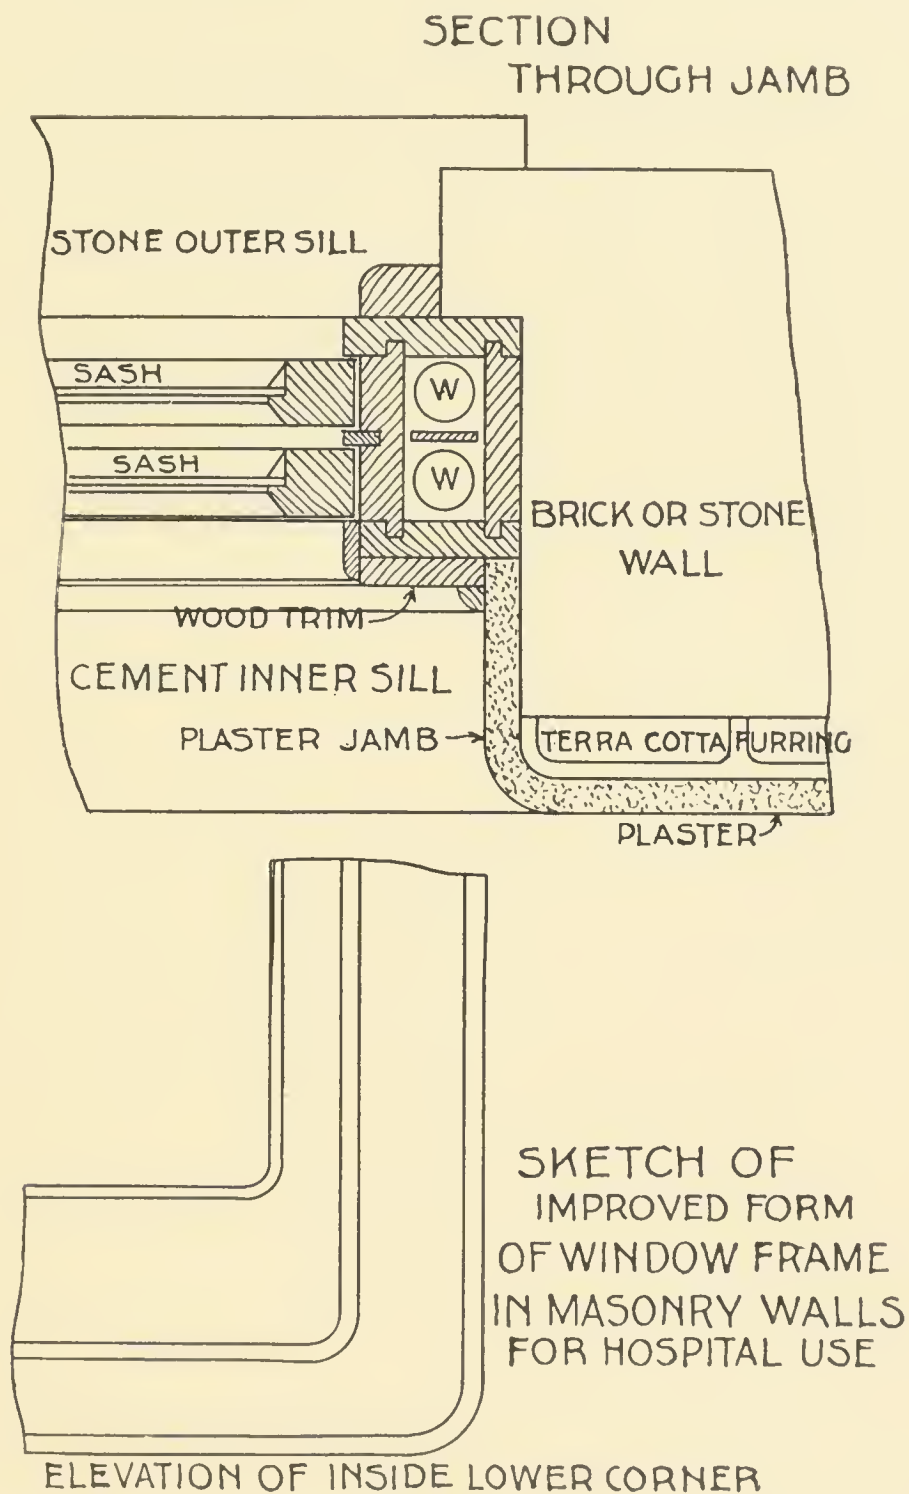 SECTION
THROUGH JAMB
STONE OUTER SILL
SASH
W
SASH
W
BRICK OR STONE
WALL
WOOD TRIM
CEMENT INNER SILL
PLASTER JAMB
TERRA COTTA FURRING
PLASTER
SKETCH OF
IMPROVED FORM
OF WINDOW FRAME
IN MASONRY WALLS
FOR HOSPITAL USE
ELEVATION OF INSIDE LOWER CORNER